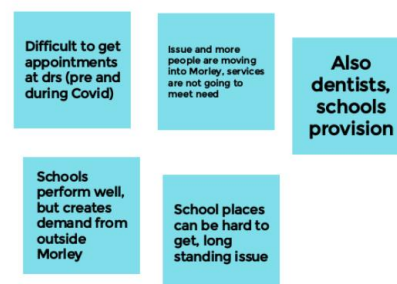 Difficult to get
appointments
at drs (pre and
during Covid)
Issue and more
people are moving
into Morley, services
are not going to
meet need
Also
dentists,
schools
provision
Schools
perform well,
but creates
demand from
outside
Morley
School places
can be hard to
get, long
standing issue